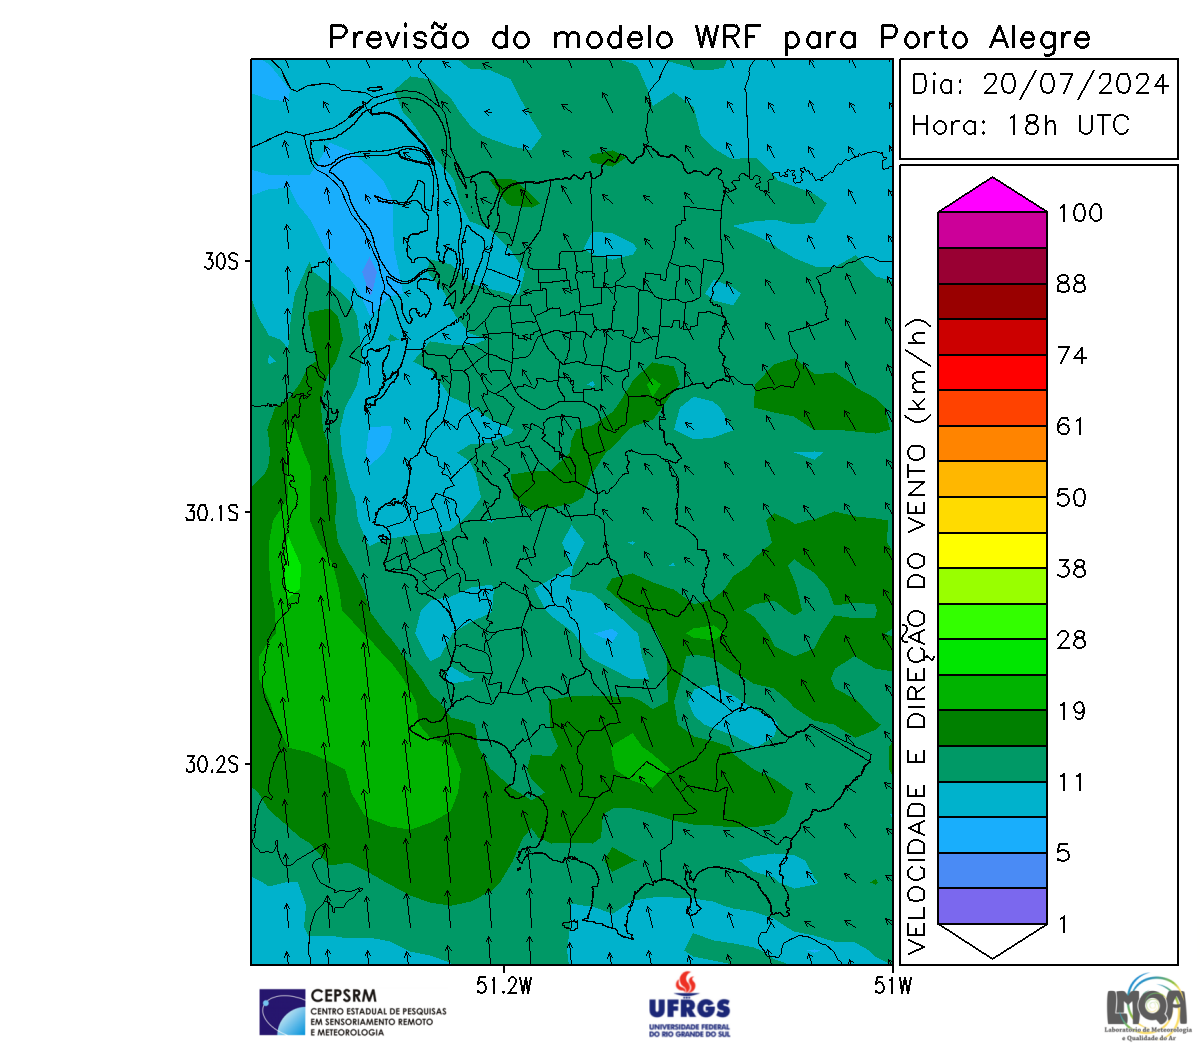 Previsão do modelo WRF para Porto Alegre
Dia: 20/07/2024
Hora: 18h UTC
30S
30.1S
30.2S
51.2W
51W
VELOCIDADE E DIREÇÃO DO VENTO (km/h)
100
88
74
61
50
38
28
19
11
5
1
CEPSRM
CENTRO ESTADUAL DE PESQUISAS
EM SENSORIAMENTO REMOTO
E METEOROLOGIA
UFRGS
UNIVERSIDADE FEDERAL
DO RIO GRANDE DO SUL
LMQA
Laboratório de Meteorologia
e Qualidade do Ar